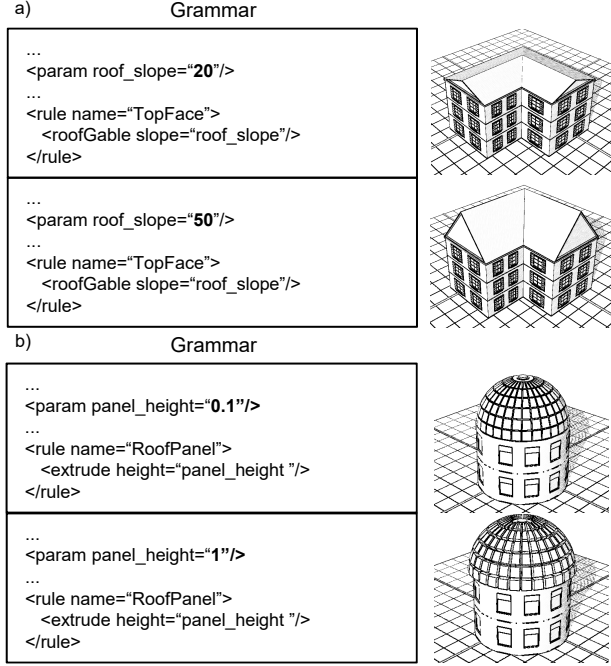 a)
Grammar
...
<param roof_slope=“20”/>
...
<rule name=“TopFace”>
<roofGable slope=“roof_slope”/>
</rule>
...
<param roof_slope=“50”/>
...
<rule name=“TopFace”>
<roofGable slope=“roof_slope”/>
</rule>
b)
Grammar
...
<param panel_height=“0.1”/>
...
<rule name=“RoofPanel”>
<extrude height=“panel_height ”/>
</rule>
...
<param panel_height=“1”/>
...
<rule name=“RoofPanel”>
<extrude height=“panel_height ”/>
</rule>